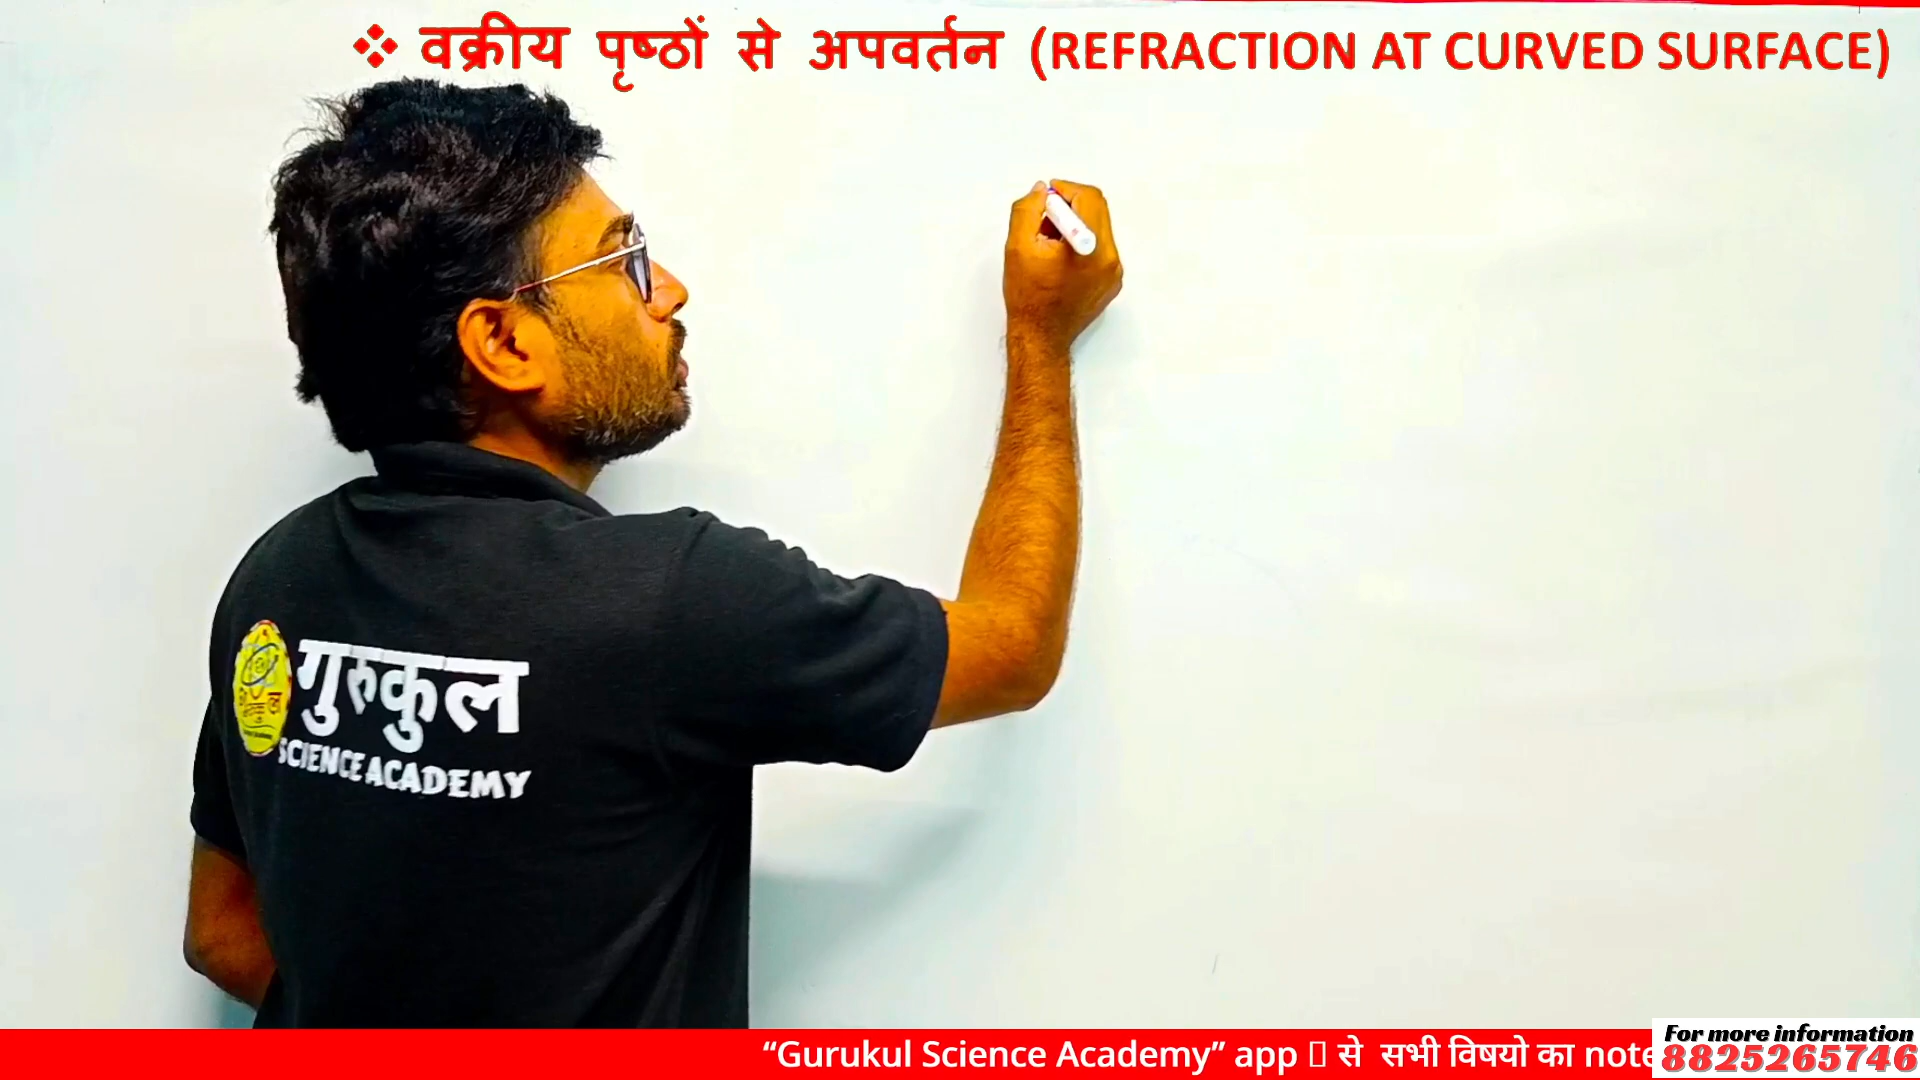 ❖ वक्रीय पृष्ठों से अपवर्तन (REFRACTION AT CURVED SURFACE)
गुरुकुल
SCIENCE ACADEMY
“Gurukul Science Academy” app से सभी विषयो का note
For more information
8825265746